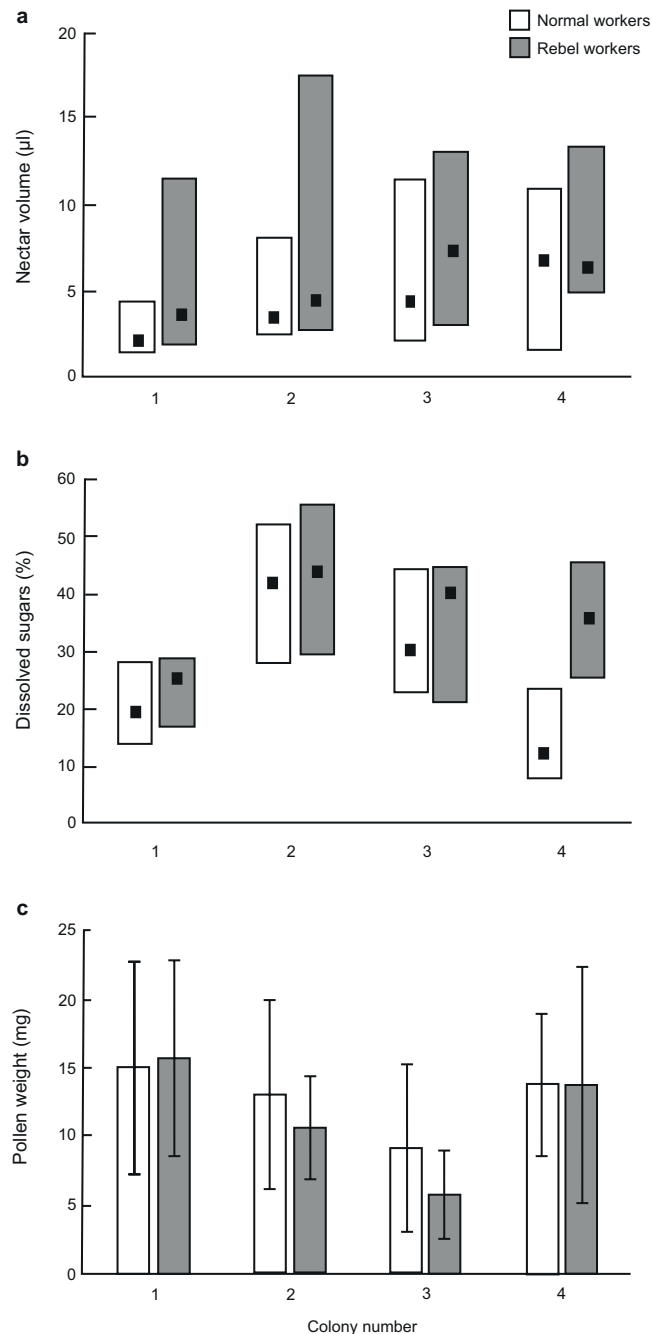 a
Normal workers
Rebel workers
Nectar volume (µl)
20
15
10
5
0
1 2 3 4
b
Dissolved sugars (%)
60
50
40
30
20
10
0
1 2 3 4
c
Pollen weight (mg)
25
20
15
10
5
0
1 2 3 4
Colony number